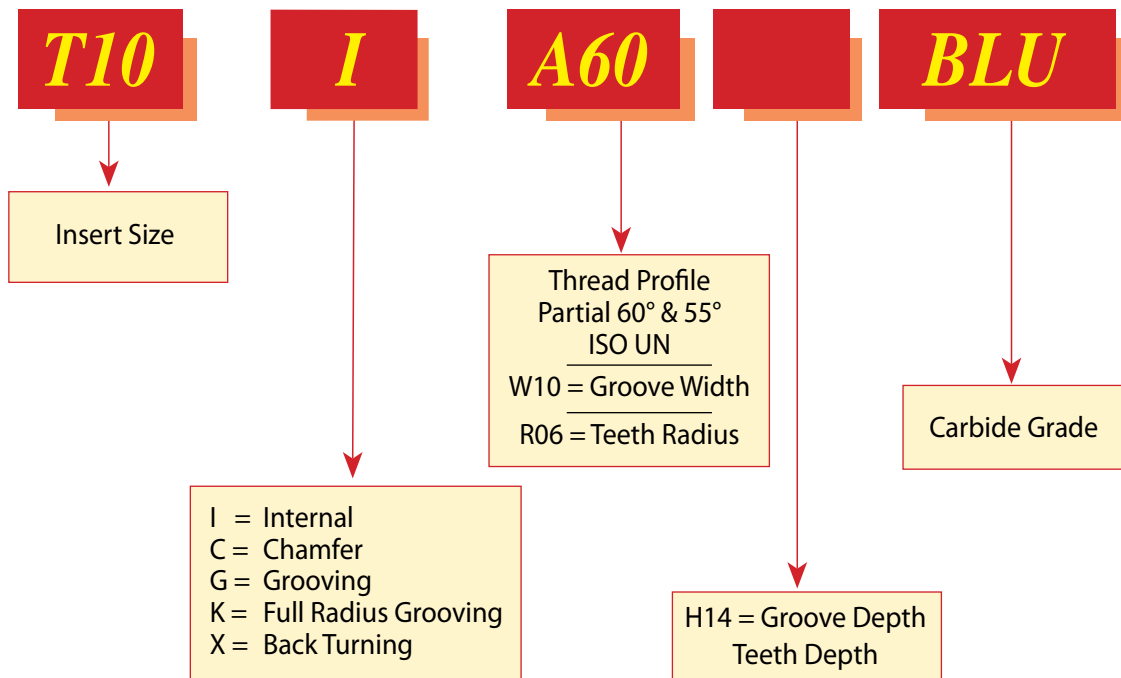 T10 I A60 BLU
Insert Size
Thread Profile
Partial 60° & 55°
ISO UN
W10 = Groove Width
R06 = Teeth Radius
Carbide Grade
I = Internal
C = Chamfer
G = Grooving
K = Full Radius Grooving
X = Back Turning
H14 = Groove Depth
Teeth Depth